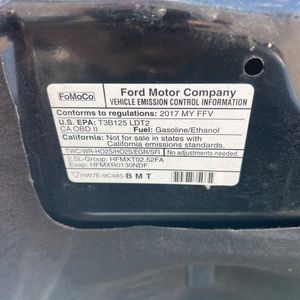 FoMoCo
Ford Motor Company
VEHICLE EMISSION CONTROL INFORMATION
Conforms to regulations: 2017 MY FFV
U.S. EPA: T3B125 LDT2
CA OBD II Fuel: Gasoline/Ethanol
California: Not for sale in states with
California emissions standards.
TWC/WR-HO2S/HO2S/EGR/SFI No adjustments needed.
2.5L-Group: HFMXT02.52FA
Evap: HFMXR0130NDF
HW7E-9C485-BMT